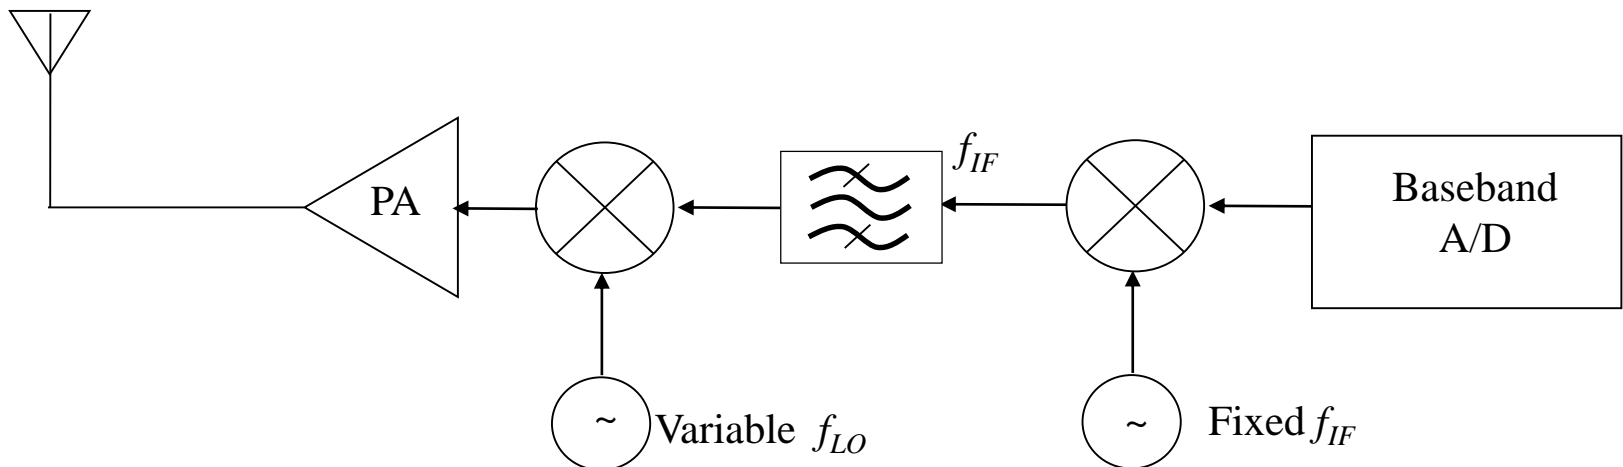 PA
f_IF
Baseband
A/D
~ Variable f_LO
~ Fixed f_IF